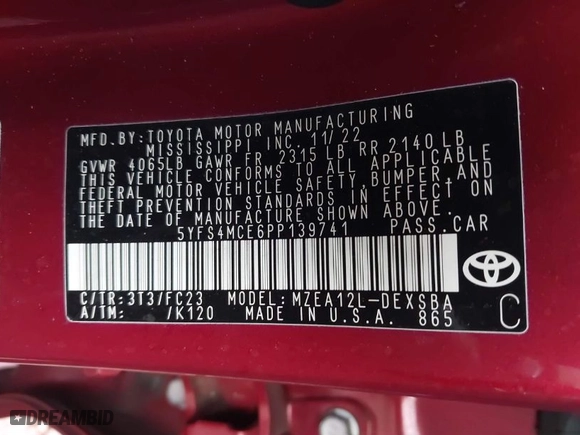 MFD.BY:TOYOTA MOTOR MANUFACTURING
MISSISSIPPI INC. 11/22
GVWR 4065LB GAWR FR 2315 LB RR 2140 LB
THIS VEHICLE CONFORMS TO ALL APPLICABLE
FEDERAL MOTOR VEHICLE SAFETY, BUMPER, AND
THEFT PREVENTION STANDARDS IN EFFECT ON
THE DATE OF MANUFACTURE SHOWN ABOVE.
5YFS4MCE6PP139741 PASS.CAR
C/TR:3T3/FC23 MODEL:MZEA12L-DEXSBA
A/TM: /K120 MADE IN U.S.A. 865
C
DREAMBID